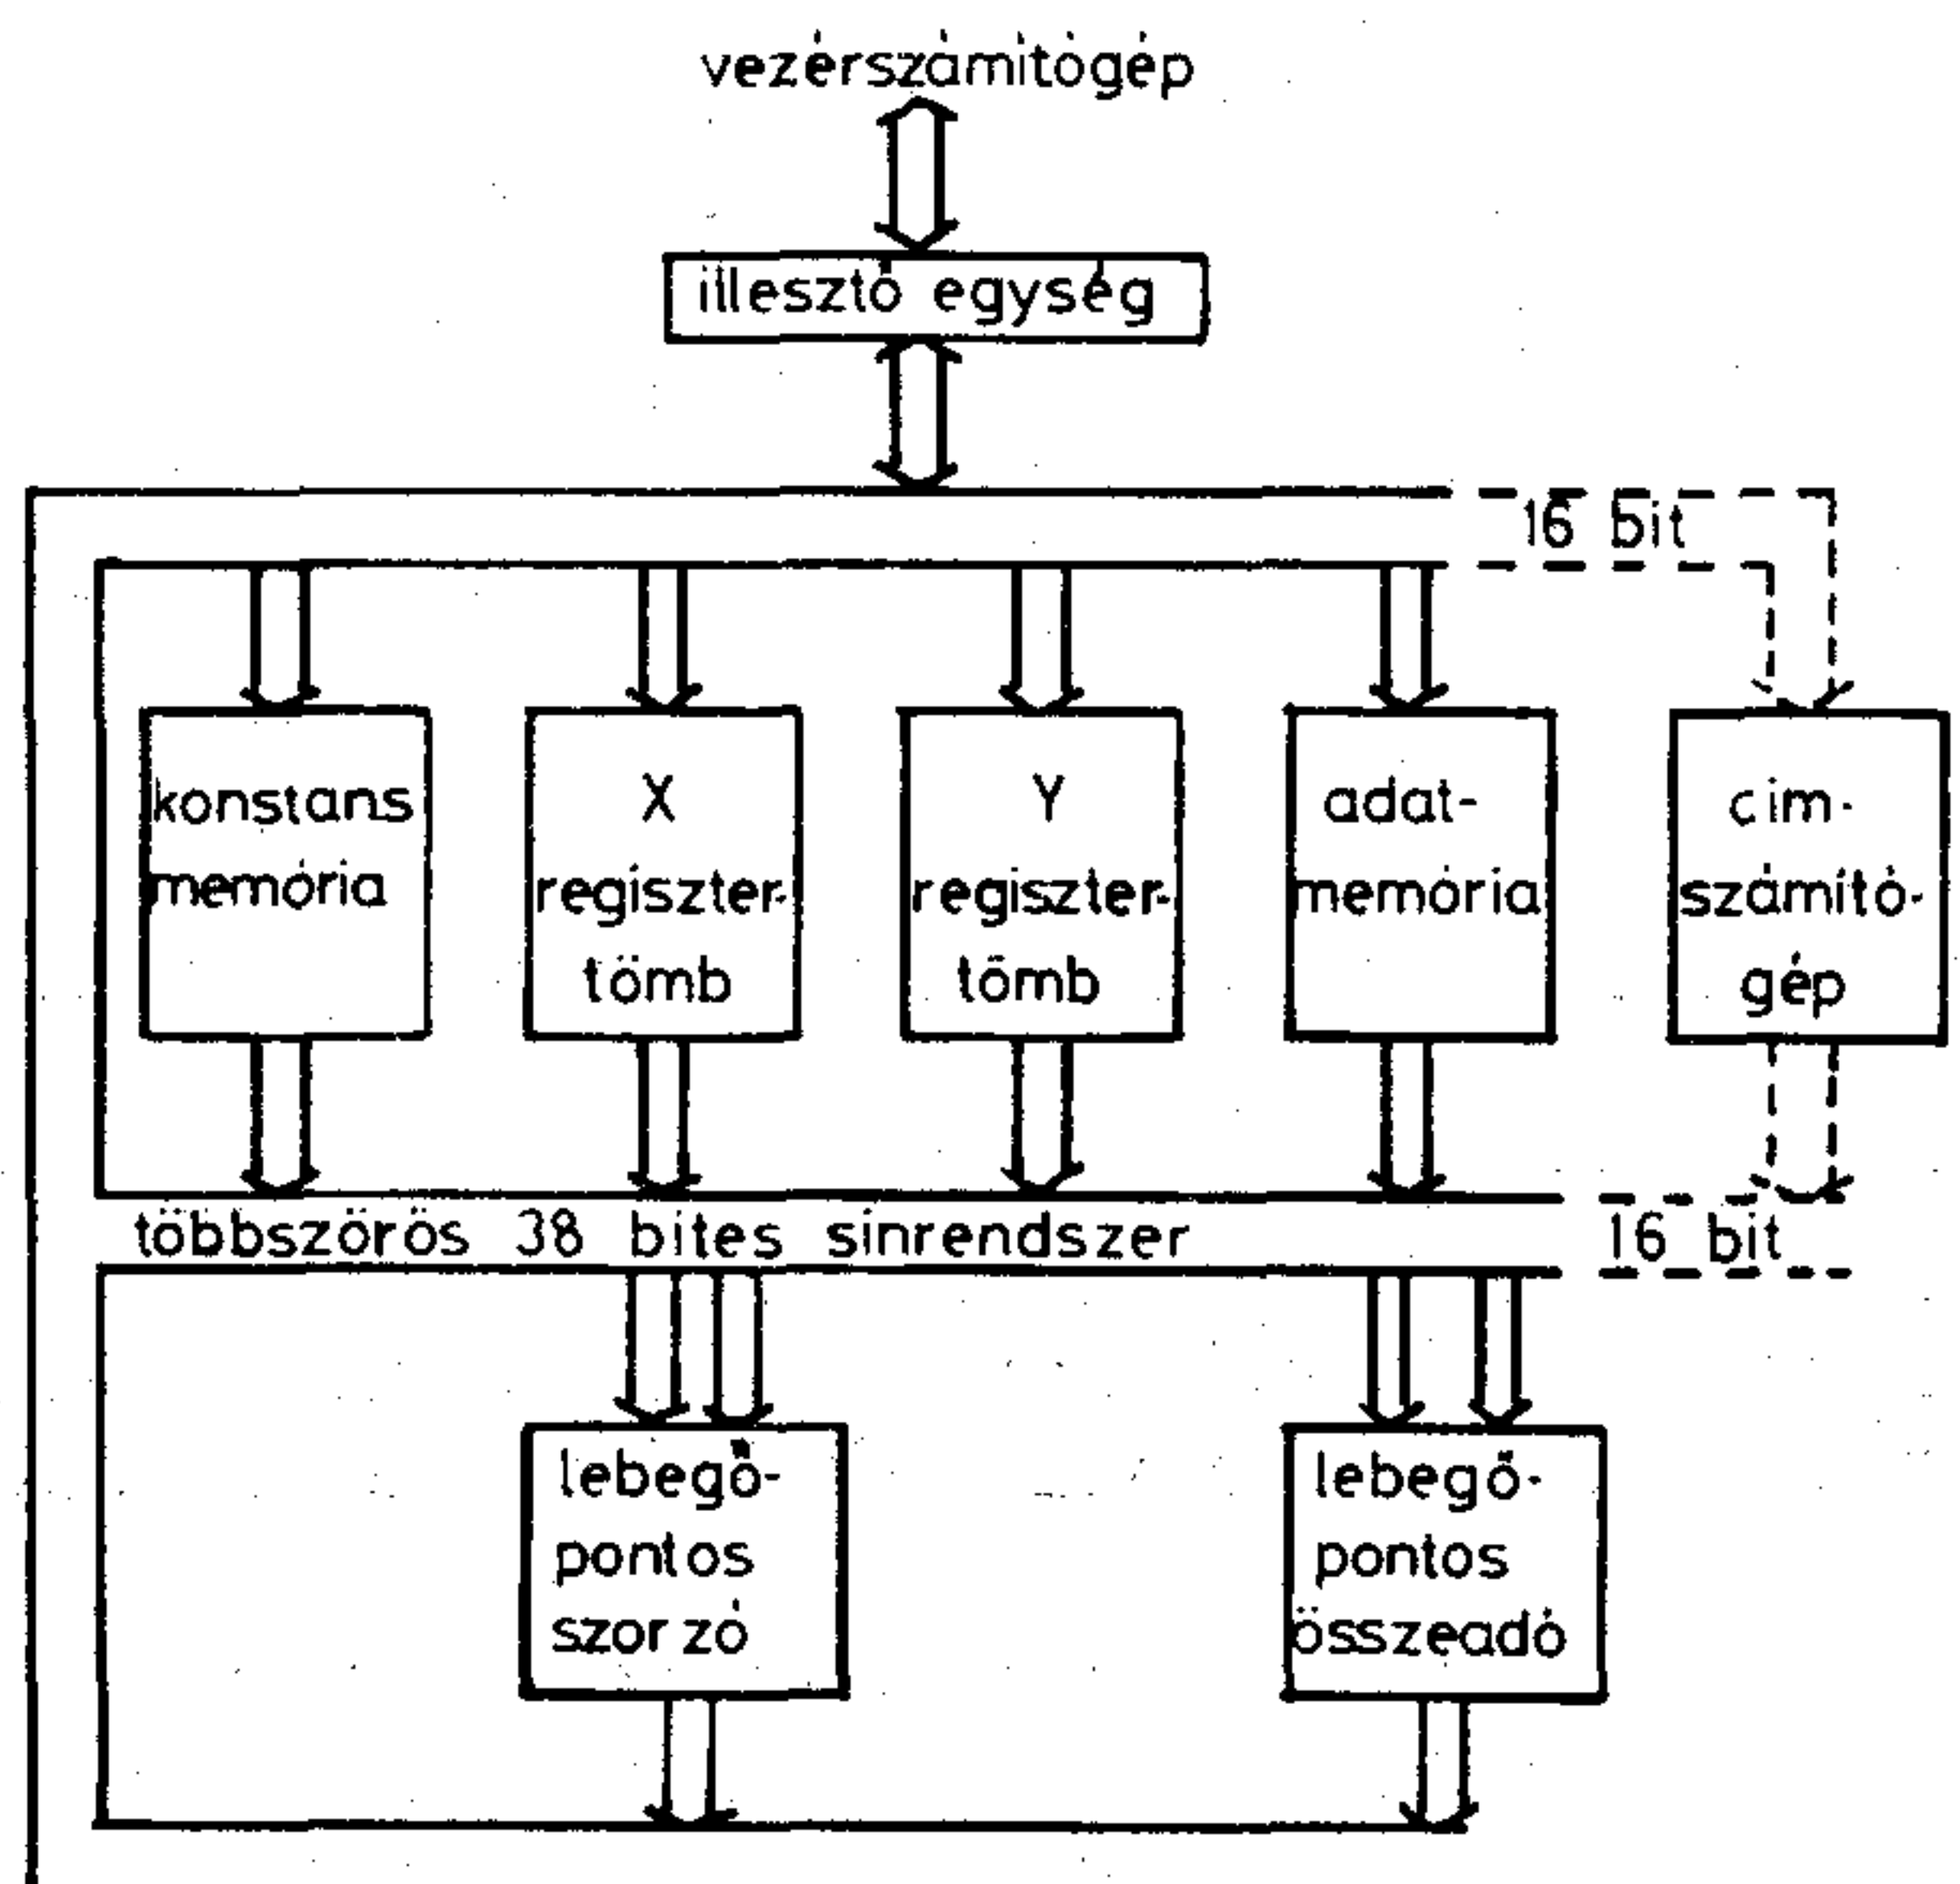 vezérszámitógép
illesztő egység
16 bit
konstans
memória
X
regiszter-
tömb
Y
regiszter-
tömb
adat-
memória
cim-
számitó-
gép
többszörös 38 bites sinrendszer
16 bit
lebegő-
pontos
szorzó
lebegő-
pontos
összeadó